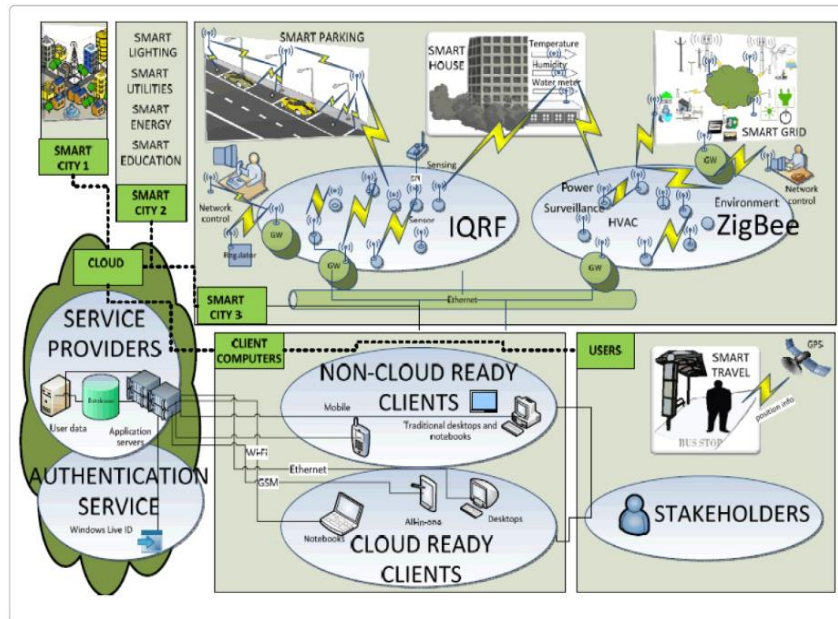 SMART
LIGHTING
SMART
UTILITIES
SMART
ENERGY
SMART
EDUCATION
SMART
CITY 1
SMART
CITY 2
SMART PARKING
SMART
HOUSE
Temperature
Humidity
Water meter
SMART GRID
Network
control
Sensing
SPI
Sensor
IQRF
GW
GW
Regulator
Power
Surveillance
HVAC
Environment
ZigBee
GW
GW
Network
control
Ethernet
SMART
CITY 3
CLOUD
SERVICE
PROVIDERS
Database
User data
Application
servers
AUTHENTICATION
SERVICE
Windows Live ID
CLIENT
COMPUTERS
NON-CLOUD READY
CLIENTS
Mobile
Traditional desktops and
notebooks
Wi-Fi
Ethernet
GSM
Notebooks
All-in-one
Desktops
CLOUD READY
CLIENTS
USERS
SMART
TRAVEL
GPS
position info
BUS STOP
STAKEHOLDERS